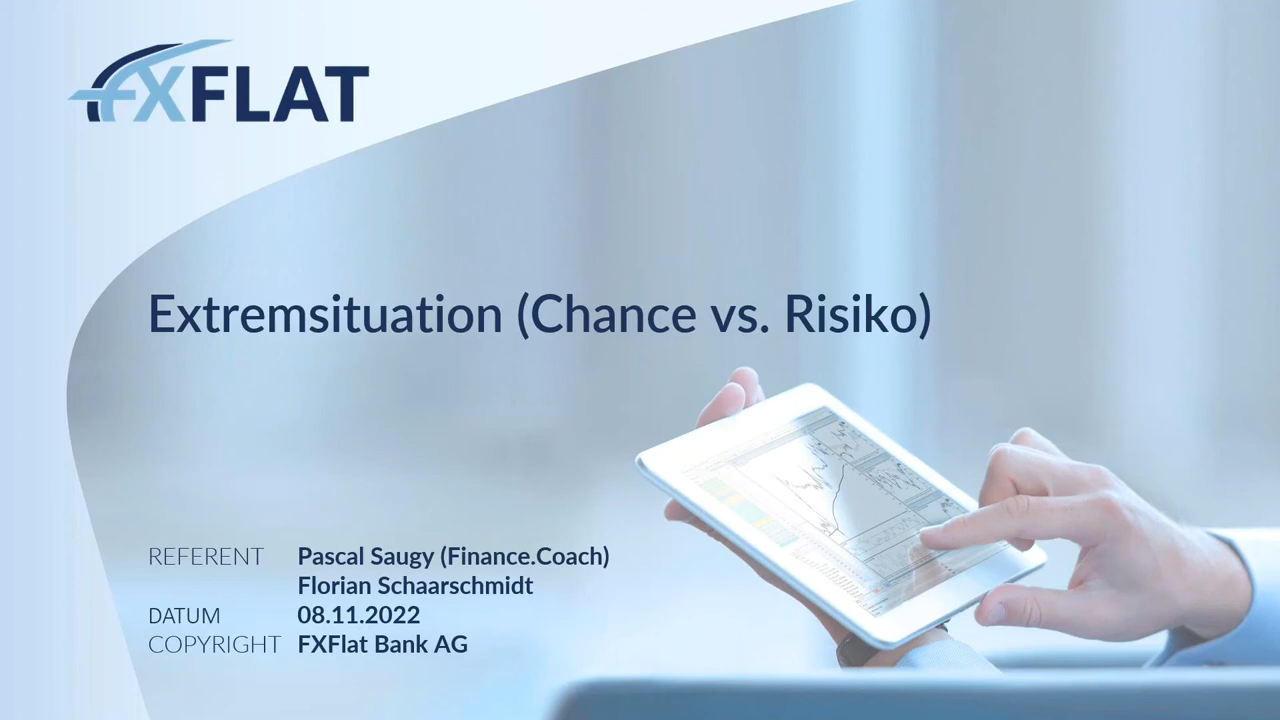 FXFLAT
Extremsituation (Chance vs. Risiko)
REFERENT Pascal Saugy (Finance.Coach)
Florian Schaarschmidt
DATUM 08.11.2022
COPYRIGHT FXFlat Bank AG